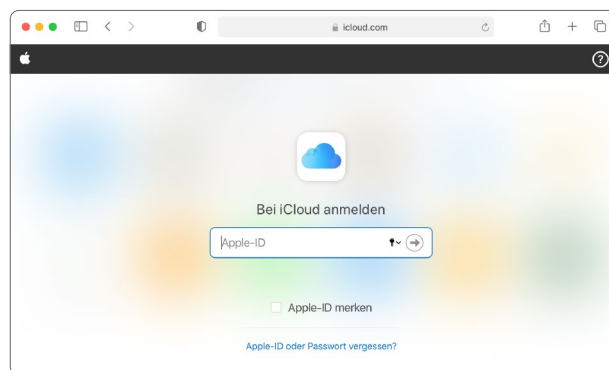 icloud.com
?
Bei iCloud anmelden
Apple-ID
Apple-ID merken
Apple-ID oder Passwort vergessen?